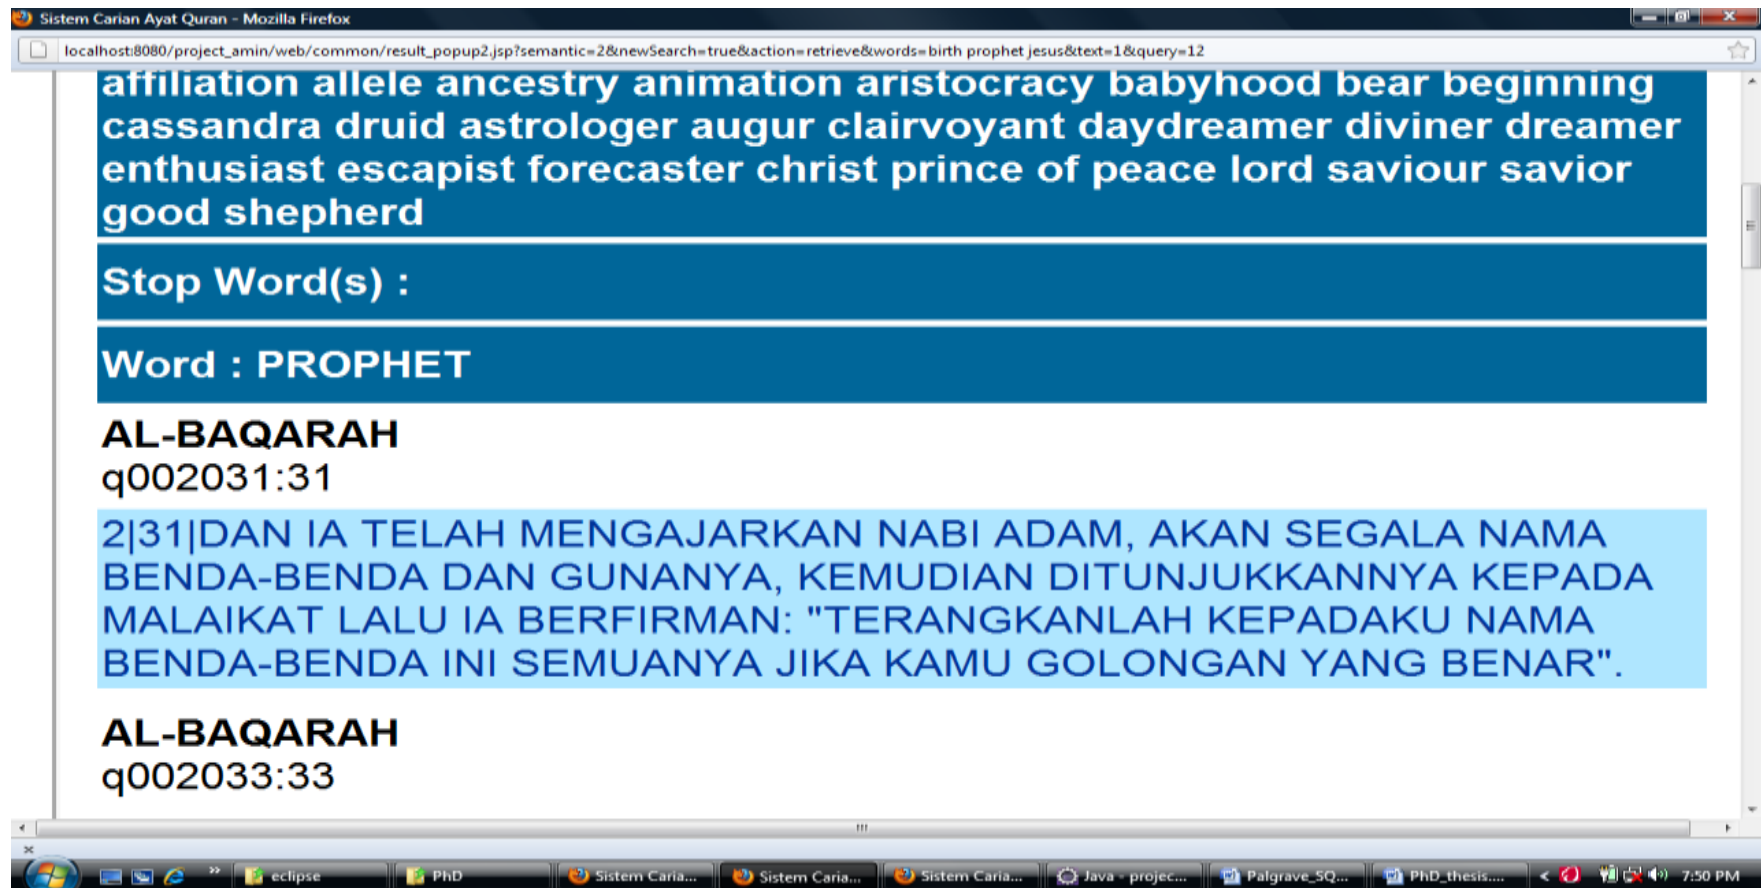 Sistem Carian Ayat Quran - Mozilla Firefox
localhost:8080/project_amin/web/common/result_popup2.jsp?semantic=2&newSearch=true&action=retrieve&words=birth prophet jesus&text=1&query=12
affiliation allele ancestry animation aristocracy babyhood bear beginning
cassandra druid astrologer augur clairvoyant daydreamer diviner dreamer
enthusiast escapist forecaster christ prince of peace lord saviour savior
good shepherd
Stop Word(s) :
Word : PROPHET
AL-BAQARAH
q002031:31
2|31|DAN IA TELAH MENGAJARKAN NABI ADAM, AKAN SEGALA NAMA
BENDA-BENDA DAN GUNANYA, KEMUDIAN DITUNJUKKANNYA KEPADA
MALAIKAT LALU IA BERFIRMAN: "TERANGKANLAH KEPADAKU NAMA
BENDA-BENDA INI SEMUANYA JIKA KAMU GOLONGAN YANG BENAR".
AL-BAQARAH
q002033:33
eclipse PhD Sistem Caria... Sistem Caria... Sistem Caria... Java - projec... Palgrave_SQ... PhD_thesis.... 7:50 PM